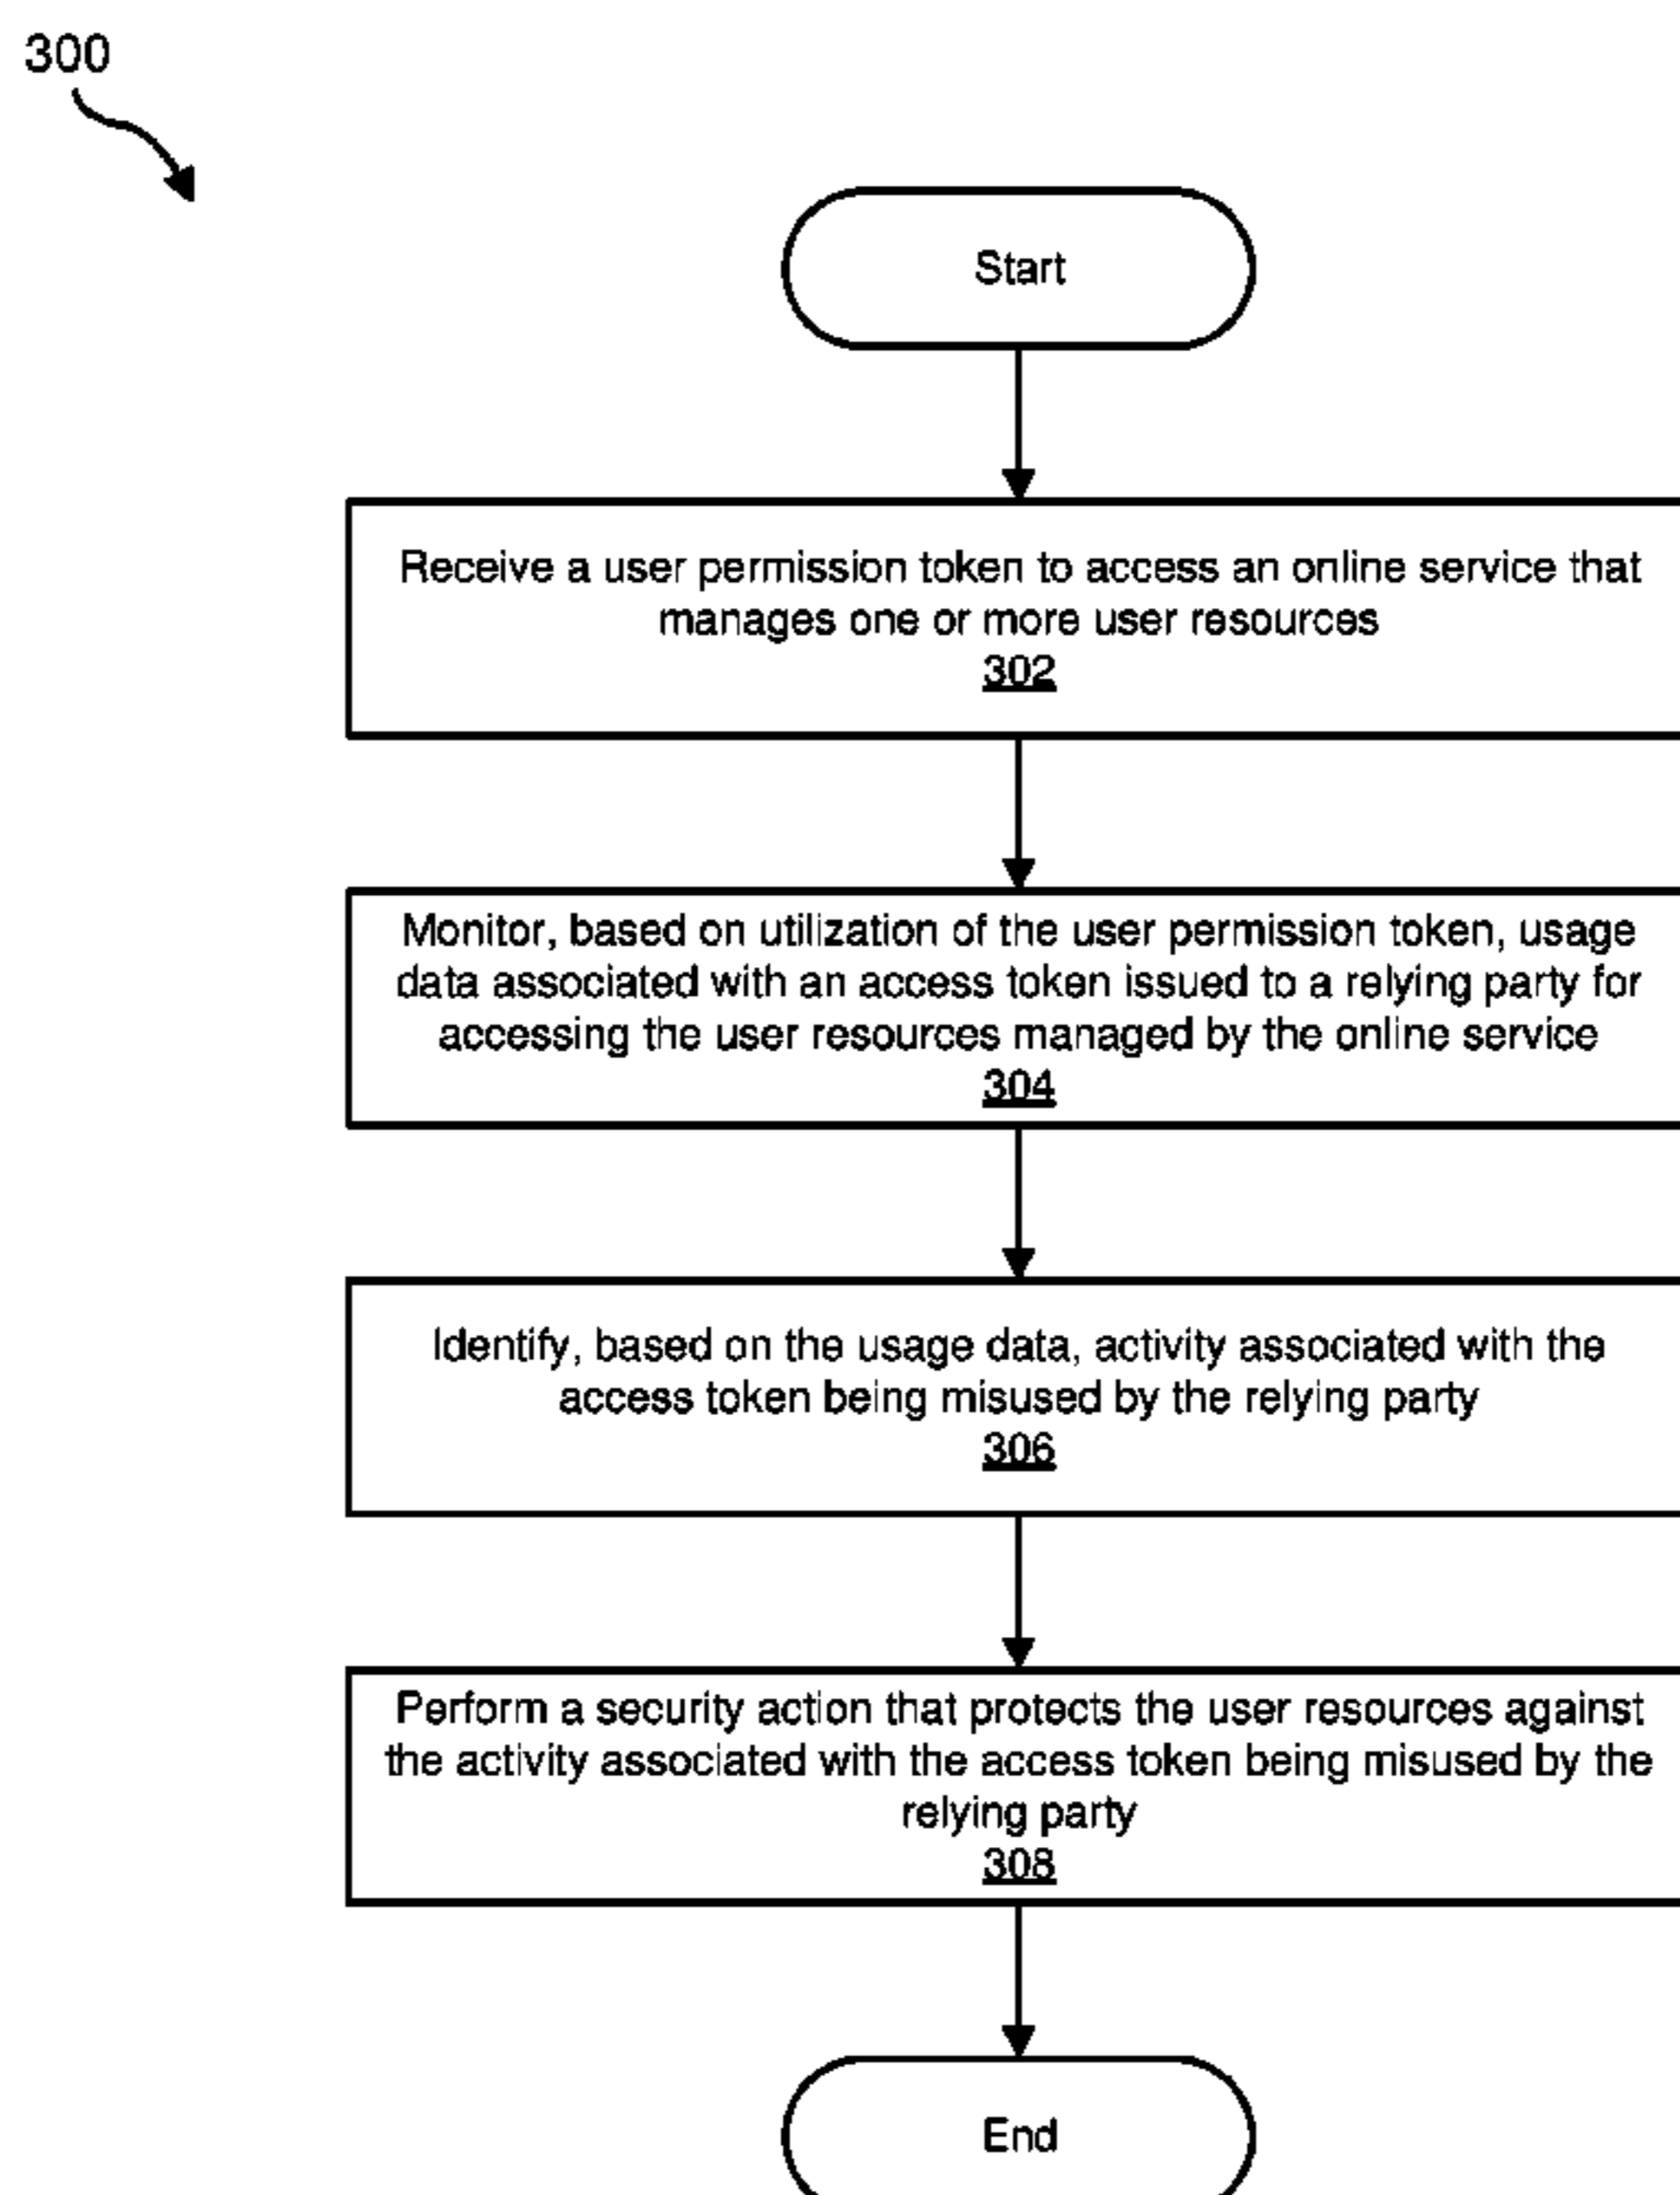 300
Start
Receive a user permission token to access an online service that
manages one or more user resources
302
Monitor, based on utilization of the user permission token, usage
data associated with an access token issued to a relying party for
accessing the user resources managed by the online service
304
Identify, based on the usage data, activity associated with the
access token being misused by the relying party
306
Perform a security action that protects the user resources against
the activity associated with the access token being misused by the
relying party
308
End